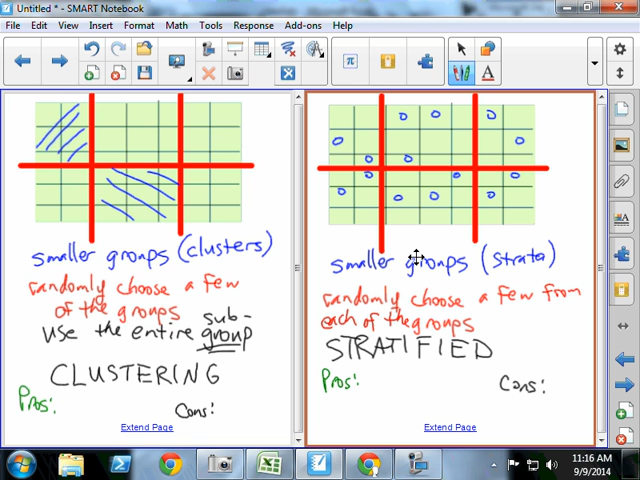 Untitled * - SMART Notebook
File Edit View Insert Format Tools Math Response Add-ons Help
π
A
smaller groups (clusters)
randomly choose a few
of the groups
use the entire sub-
group
CLUSTERING
Pros:
Cons:
Extend Page
smaller groups (strata)
randomly choose a few from
each of the groups
STRATIFIED
Pros:
Cons:
Extend Page
11:16 AM
9/9/2014